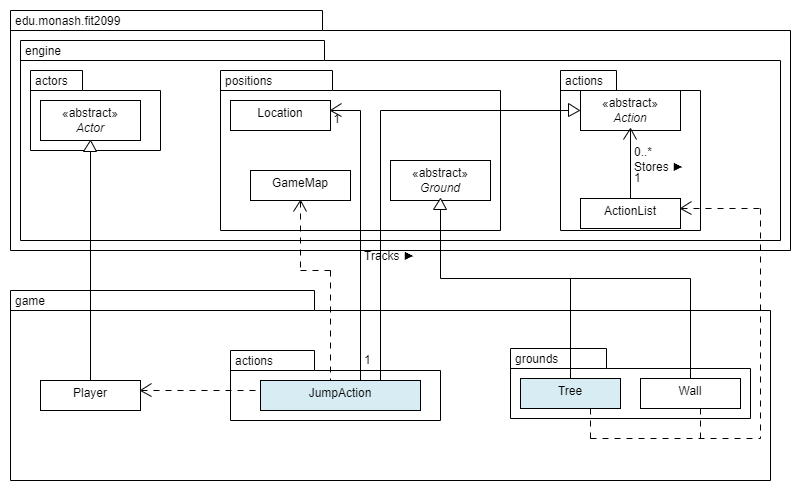 edu.monash.fit2099
engine
actors
positions
actions
«abstract»
Actor
Location
1
«abstract»
Action
0..*
Stores ►
1
GameMap
«abstract»
Ground
ActionList
Tracks ►
game
actions
1
grounds
Player
JumpAction
Tree
Wall